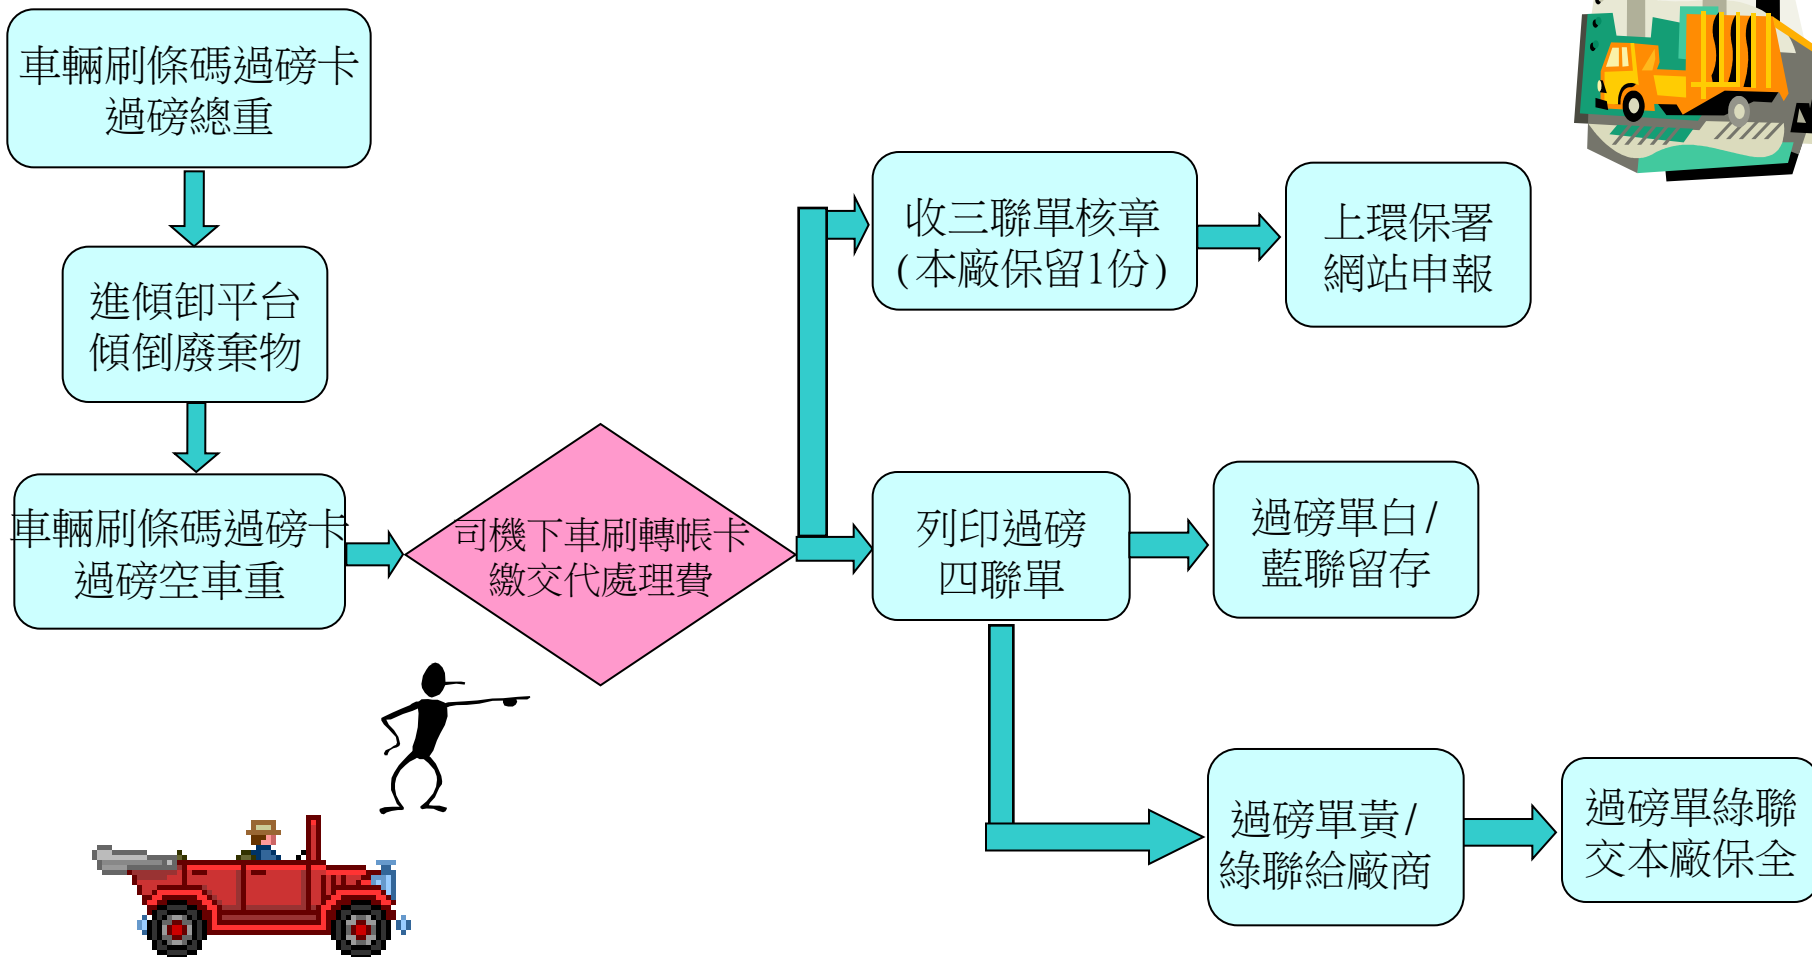 車輛刷條碼過磅卡
過磅總重
進傾卸平台
傾倒廢棄物
車輛刷條碼過磅卡
過磅空車重
司機下車刷轉帳卡
繳交代處理費
收三聯單核章
(本廠保留1份)
上環保署
網站申報
列印過磅
四聯單
過磅單白/
藍聯留存
過磅單黃/
綠聯給廠商
過磅單綠聯
交本廠保全